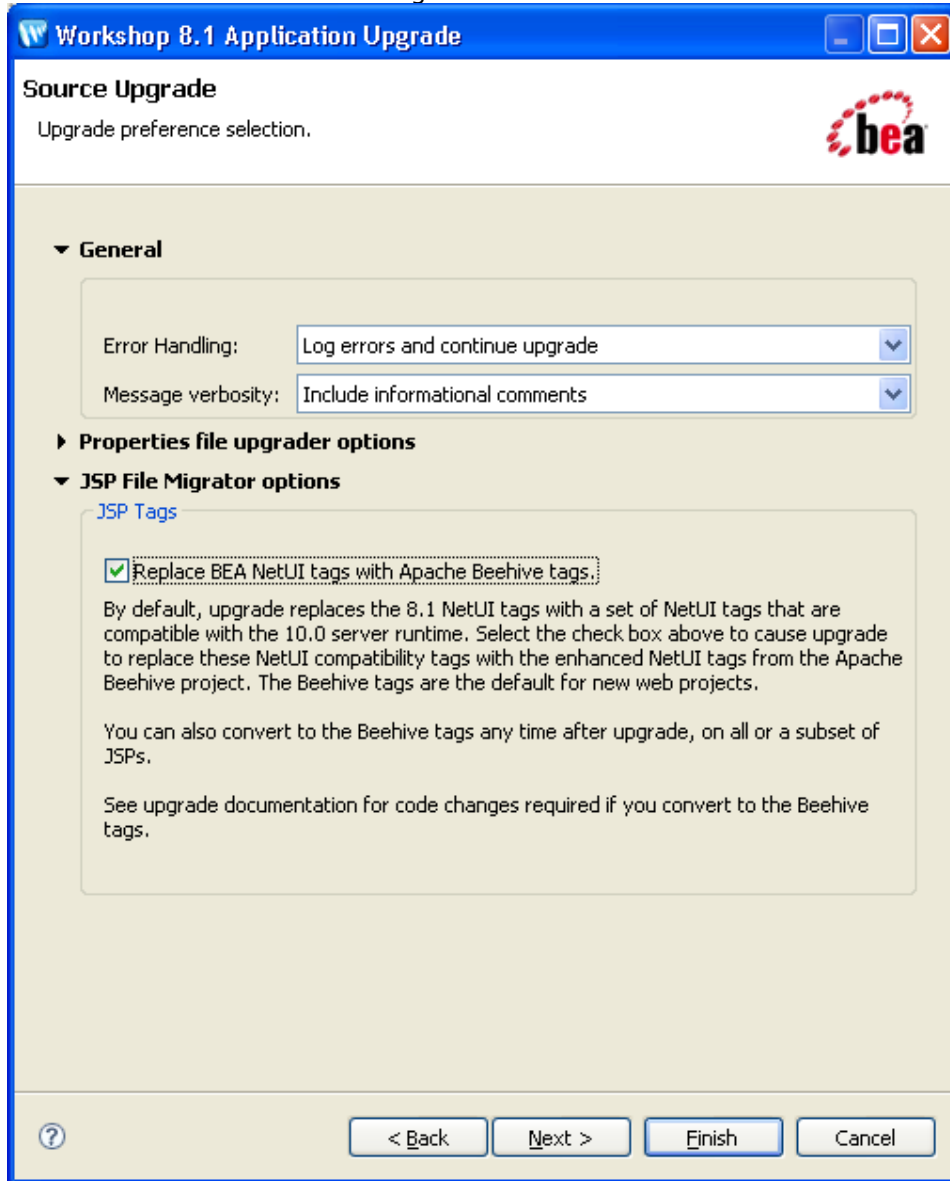 Workshop 8.1 Application Upgrade
Source Upgrade
Upgrade preference selection.
bea
General
Error Handling:
Log errors and continue upgrade
Message verbosity:
Include informational comments
Properties file upgrader options
JSP File Migrator options
JSP Tags
Replace BEA NetUI tags with Apache Beehive tags.
By default, upgrade replaces the 8.1 NetUI tags with a set of NetUI tags that are
compatible with the 10.0 server runtime. Select the check box above to cause upgrade
to replace these NetUI compatibility tags with the enhanced NetUI tags from the Apache
Beehive project. The Beehive tags are the default for new web projects.
You can also convert to the Beehive tags any time after upgrade, on all or a subset of
JSPs.
See upgrade documentation for code changes required if you convert to the Beehive
tags.
< Back
Next >
Finish
Cancel